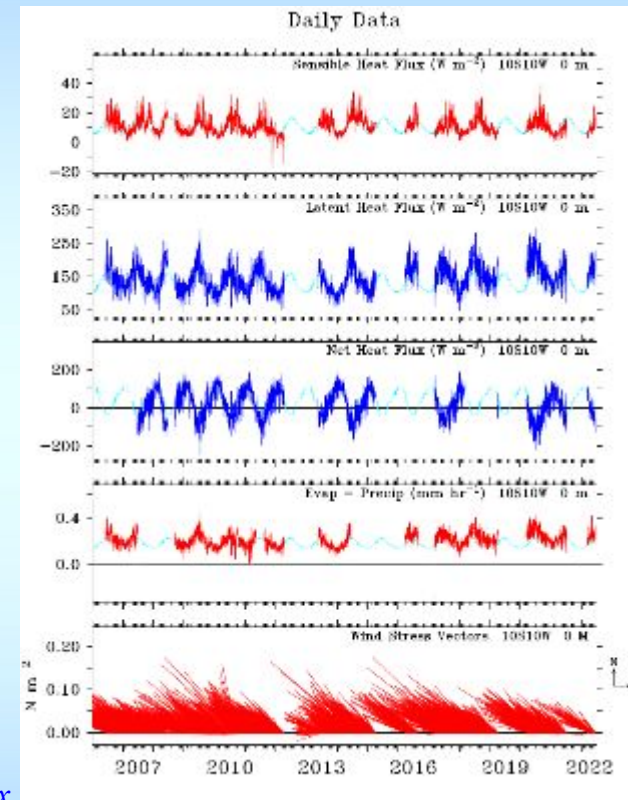 Daily Data
Sensible Heat Flux (W m⁻²) 10S10W 0 m
40
20
0
−20
Latent Heat Flux (W m⁻²) 10S10W 0 m
350
250
150
50
Net Heat Flux (W m⁻²) 10S10W 0 m
200
0
−200
Evap − Precip (mm hr⁻¹) 10S10W 0 m
0.4
0.0
Wind Stress Vectors 10S10W 0 M
0.20
0.10
0.00
N m⁻²
N
2007 2010 2013 2016 2019 2022
x